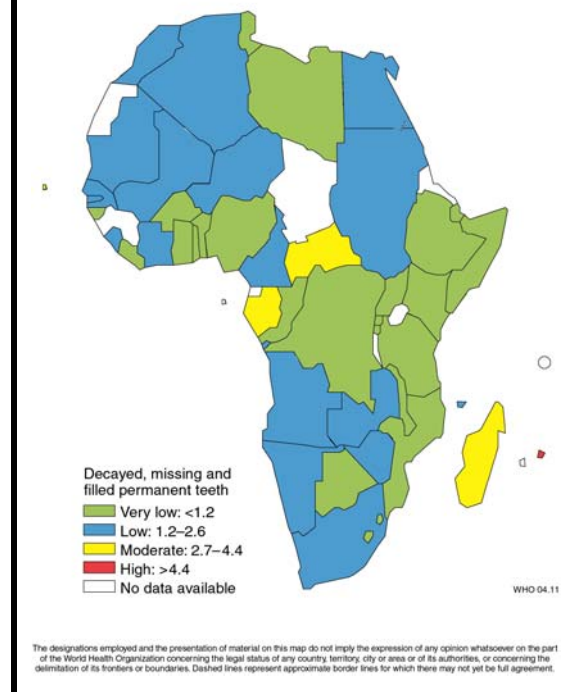 Decayed, missing and
filled permanent teeth
Very low: <1.2
Low: 1.2–2.6
Moderate: 2.7–4.4
High: >4.4
No data available
WHO 04.11
The designations employed and the presentation of material on this map do not imply the expression of any opinion whatsoever on the part
of the World Health Organization concerning the legal status of any country, territory, city or area or of its authorities, or concerning the
delimitation of its frontiers or boundaries. Dashed lines represent approximate border lines for which there may not yet be full agreement.